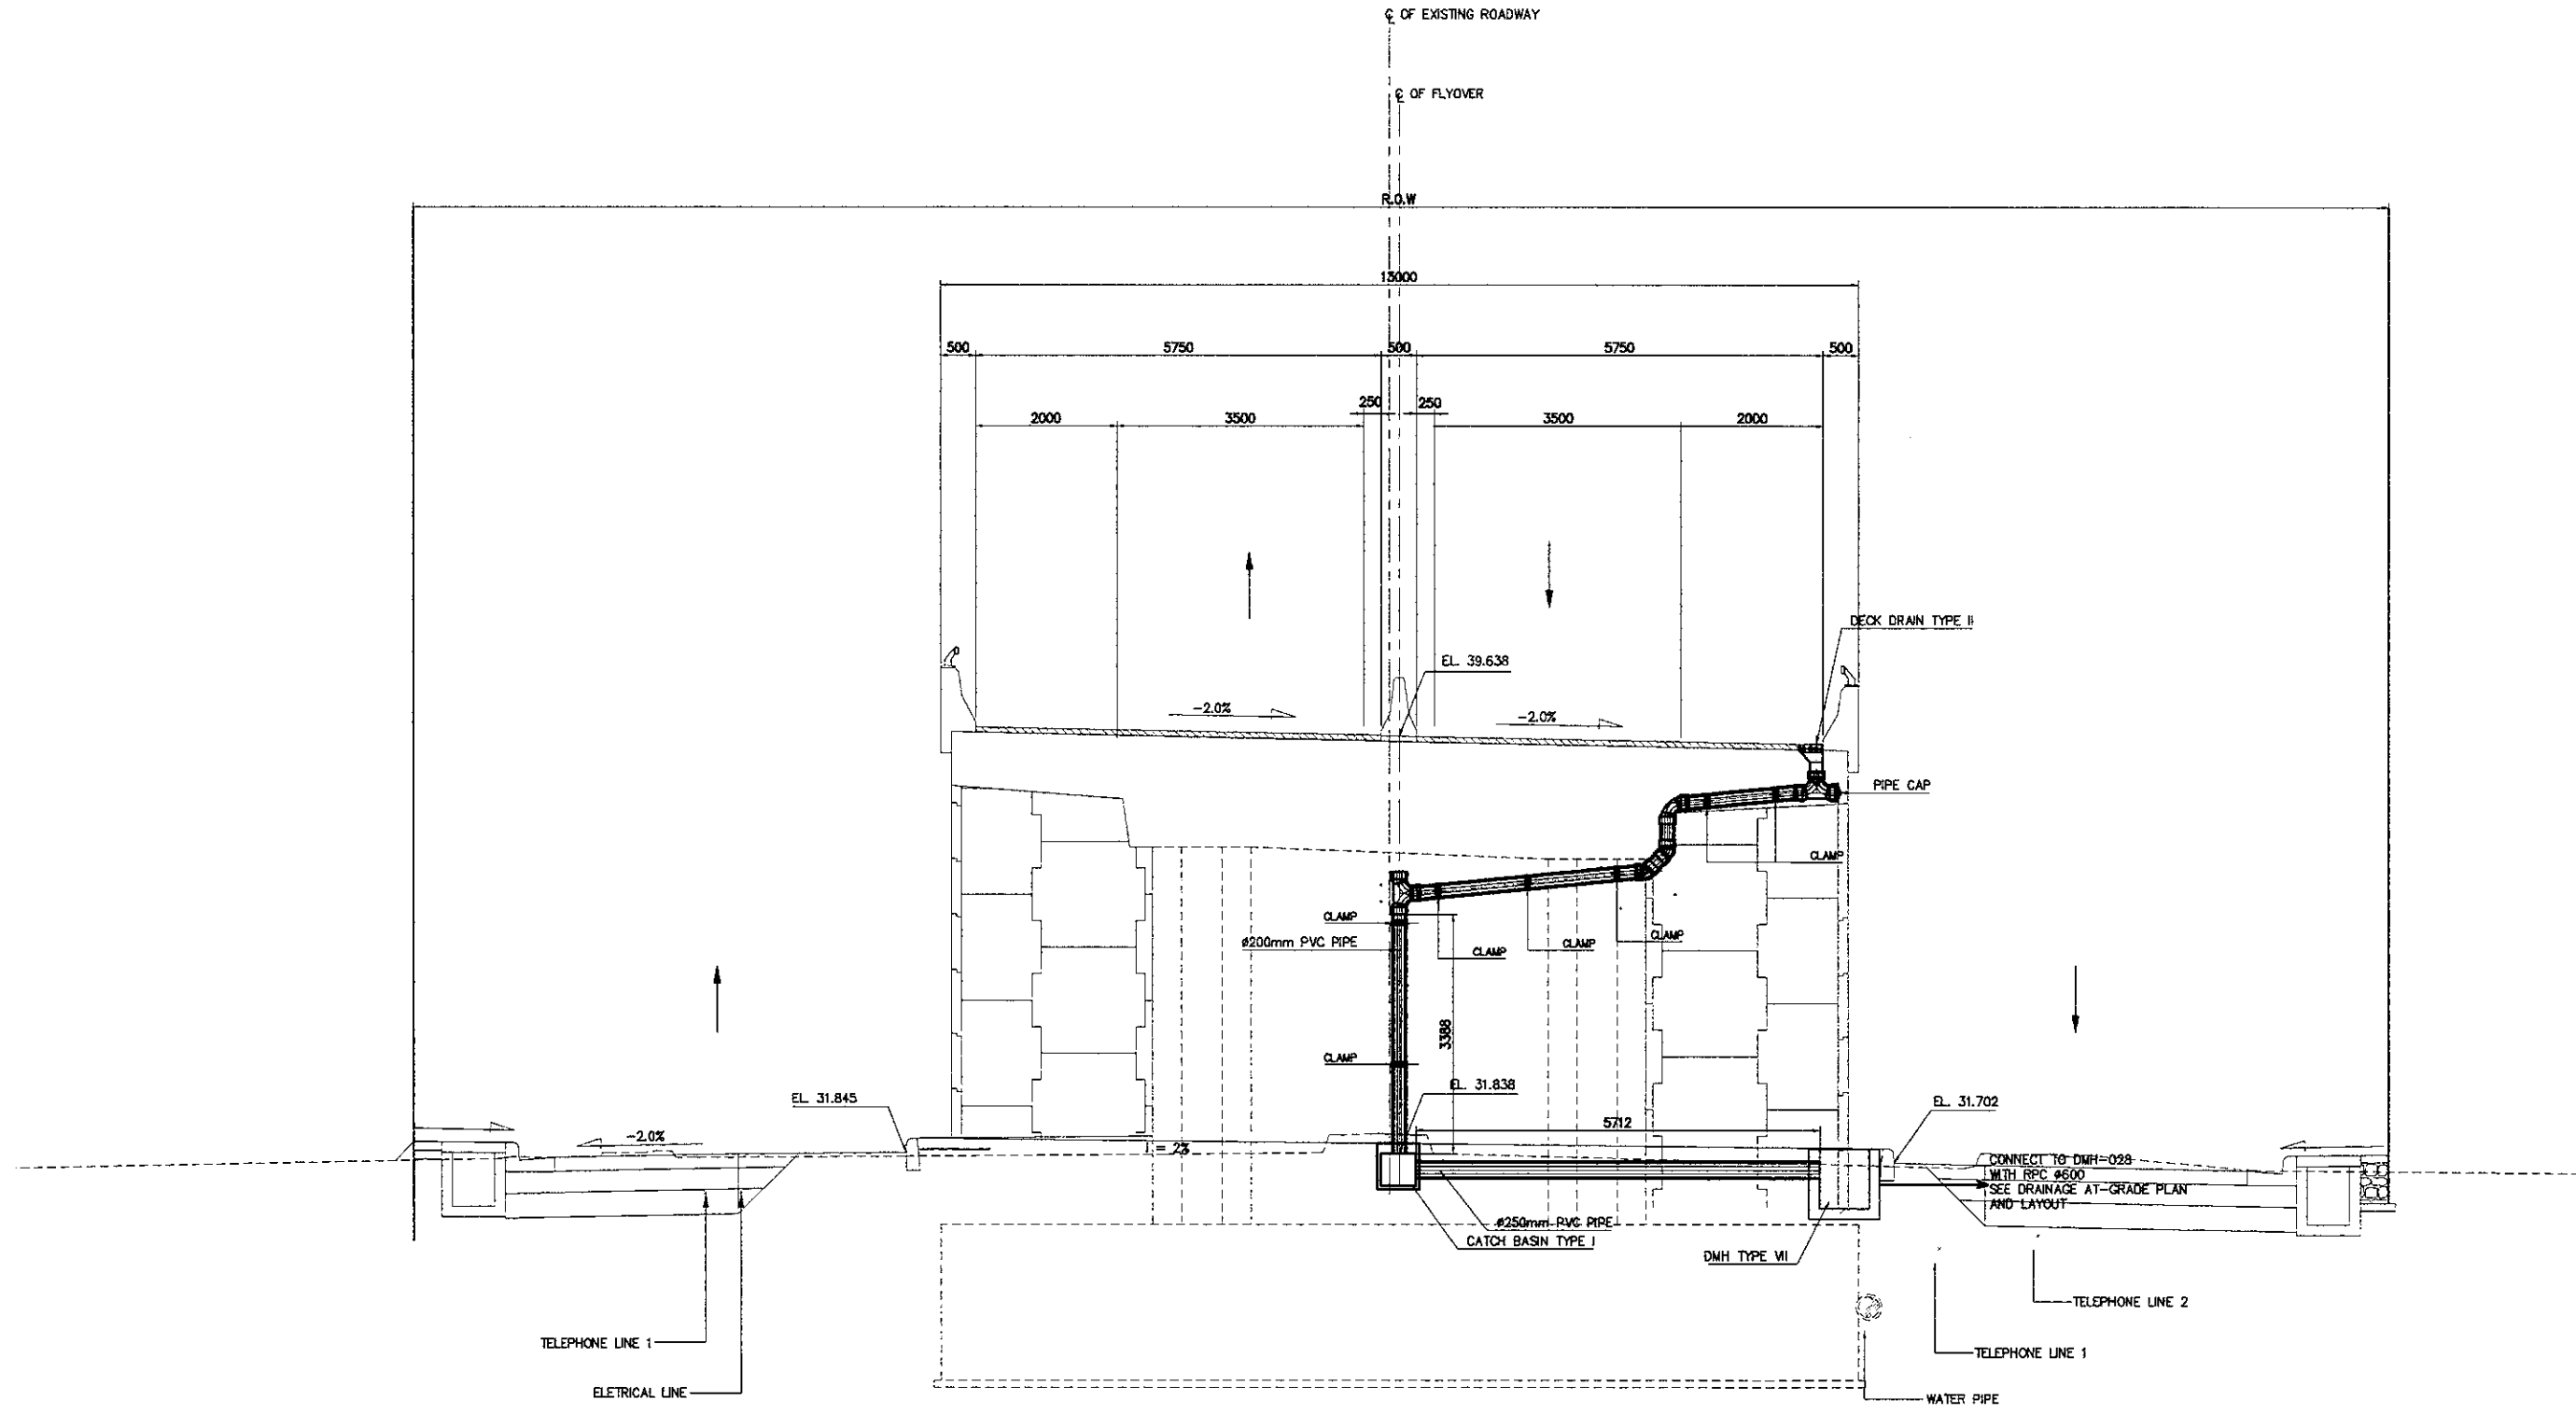 ℄ OF EXISTING ROADWAY
℄ OF FLYOVER
R.O.W
13000
500 5750 500 5750 500
250 250
2000 3500 3500 2000
DECK DRAIN TYPE II
EL. 39.638
-2.0% -2.0%
PIPE CAP
CLAMP
CLAMP
CLAMP
ø200mm PVC PIPE
CLAMP
CLAMP
CLAMP
3388
CLAMP
EL. 31.838
EL. 31.845
EL. 31.702
5712
-2.0%
= 2%
CONNECT TO DMH-028
WITH RPC ø600
SEE DRAINAGE AT-GRADE PLAN
AND LAYOUT
ø250mm PVC PIPE
CATCH BASIN TYPE I
DMH TYPE VII
TELEPHONE LINE 2
TELEPHONE LINE 1
TELEPHONE LINE 1
ELETRICAL LINE
WATER PIPE